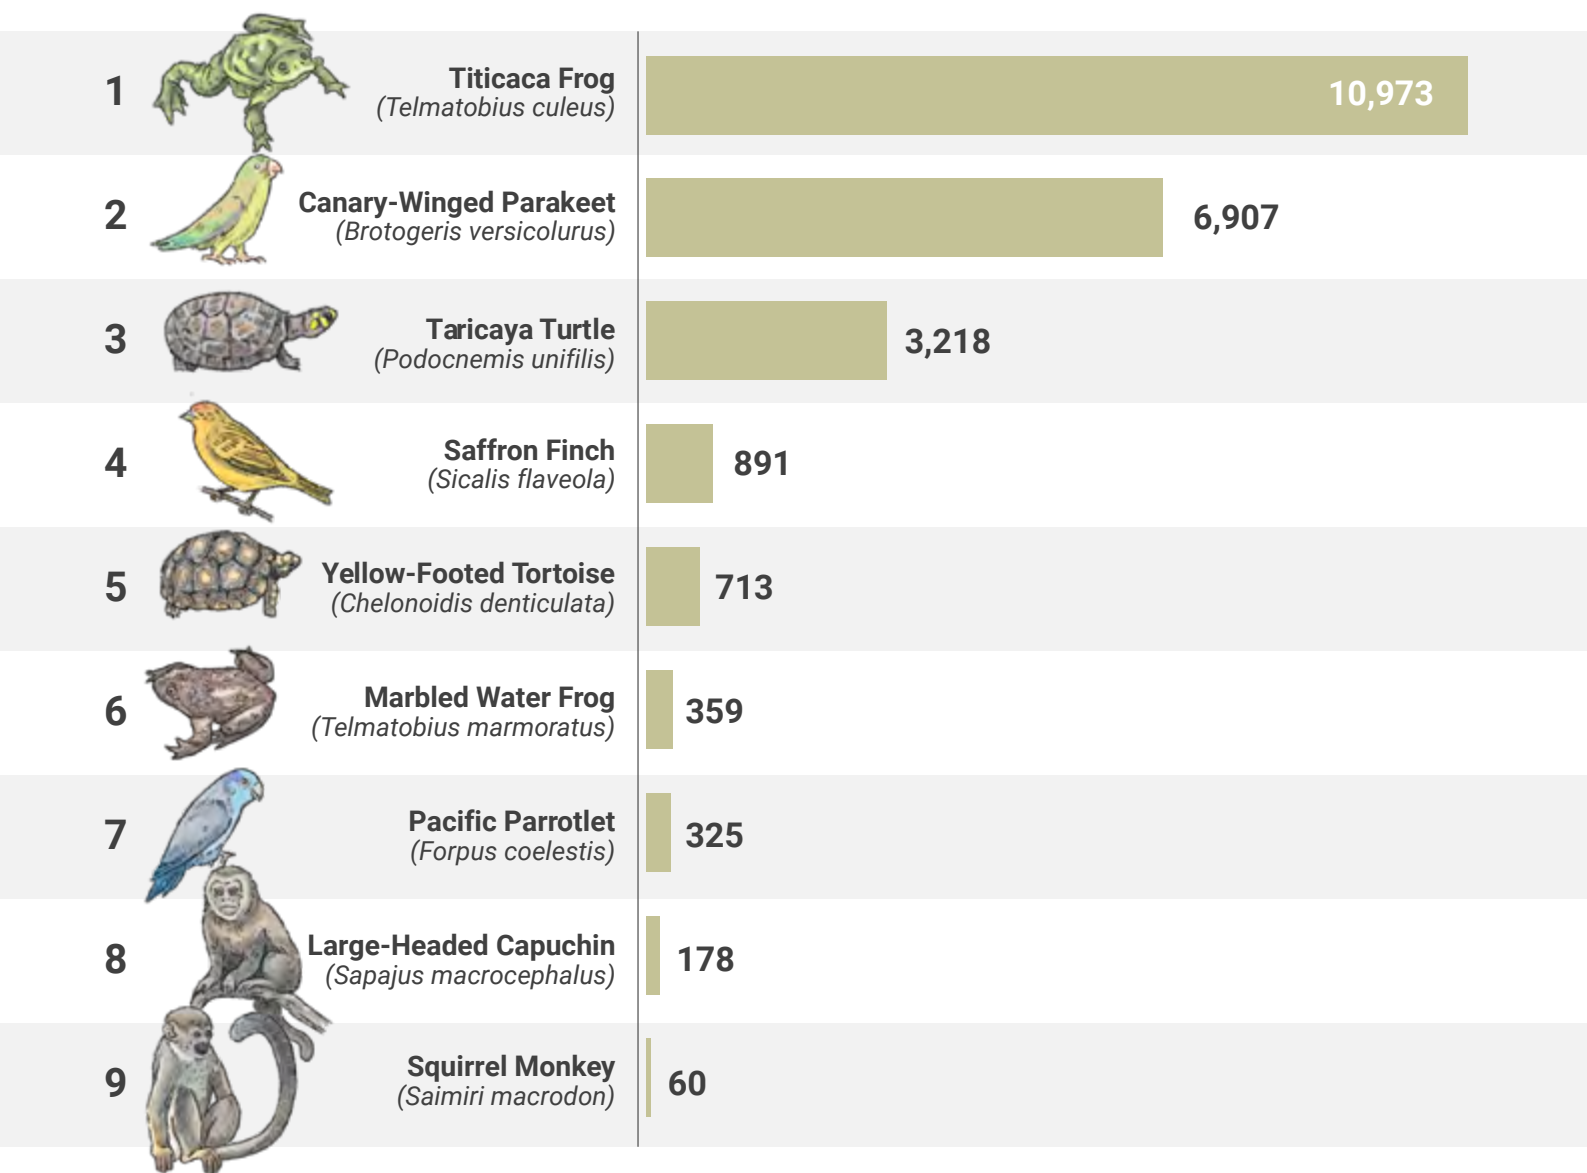 1
Titicaca Frog
(Telmatobius culeus)
10,973
2
Canary-Winged Parakeet
(Brotogeris versicolurus)
6,907
3
Taricaya Turtle
(Podocnemis unifilis)
3,218
4
Saffron Finch
(Sicalis flaveola)
891
5
Yellow-Footed Tortoise
(Chelonoidis denticulata)
713
6
Marbled Water Frog
(Telmatobius marmoratus)
359
7
Pacific Parrotlet
(Forpus coelestis)
325
8
Large-Headed Capuchin
(Sapajus macrocephalus)
178
9
Squirrel Monkey
(Saimiri macrodon)
60